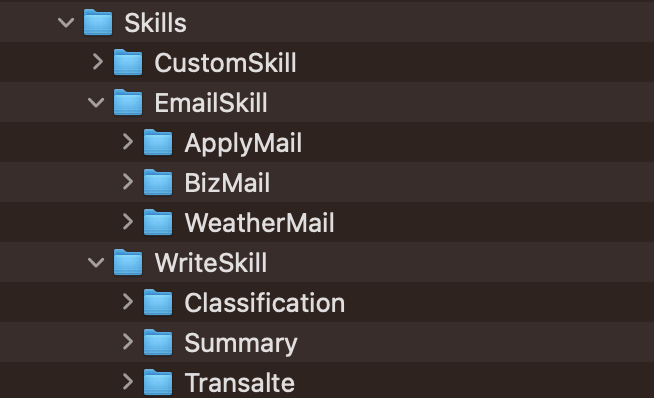 Skills
CustomSkill
EmailSkill
ApplyMail
BizMail
WeatherMail
WriteSkill
Classification
Summary
Transalte